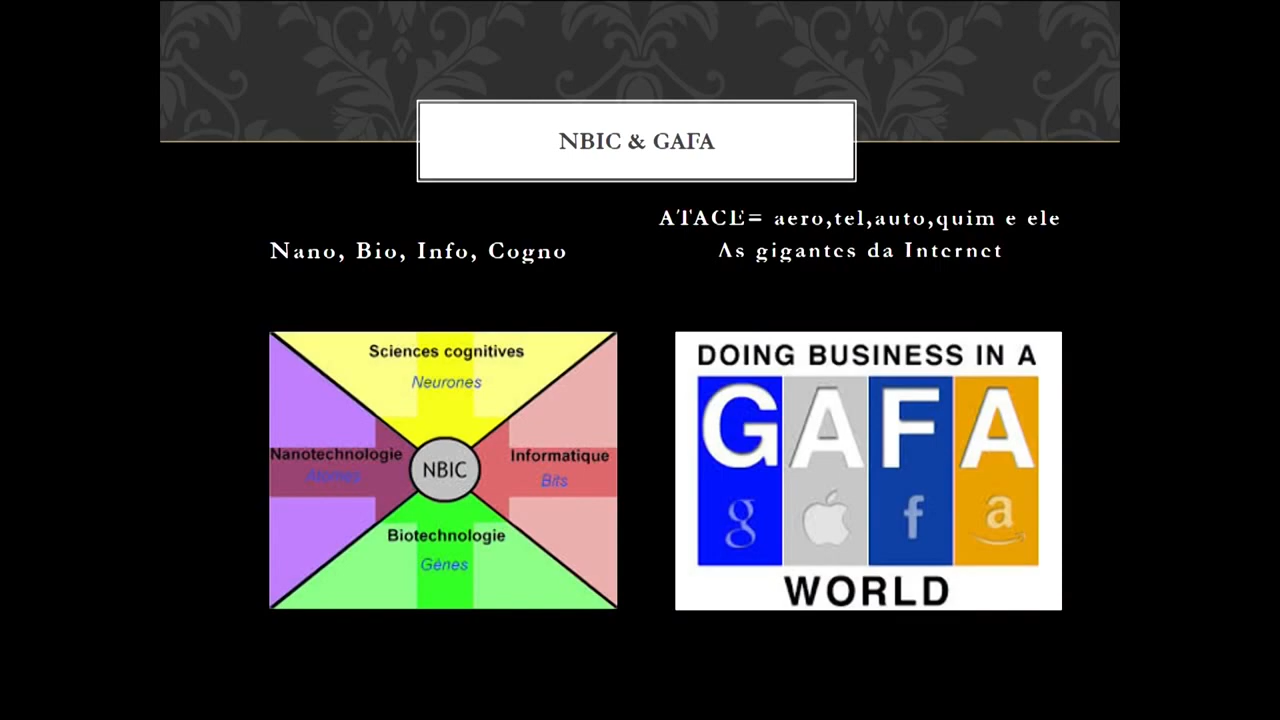 NBIC & GAFA
Nano, Bio, Info, Cogno
ATACE= aero,tel,auto,quim e ele
As gigantes da Internet
Sciences cognitives
Neurones
Nanotechnologie
Atomes
NBIC
Informatique
Bits
Biotechnologie
Gènes
DOING BUSINESS IN A
GAFA
g f a
WORLD